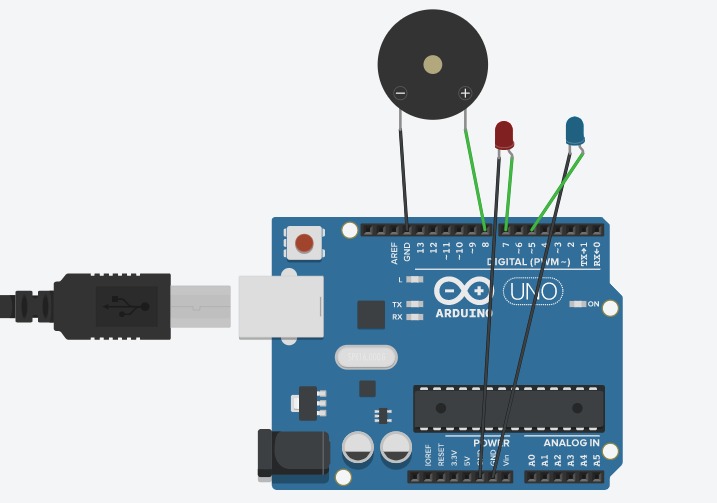 − +
AREF
GND
13
12
~11
~10
~9
8
7
~6
~5
4
~3
2
TX→1
RX←0
DIGITAL (PWM~)
L
TX
RX
UNO
ON
ARDUINO
POWER
ANALOG IN
IOREF
RESET
3.3V
5V
GND
GND
Vin
A0
A1
A2
A3
A4
A5